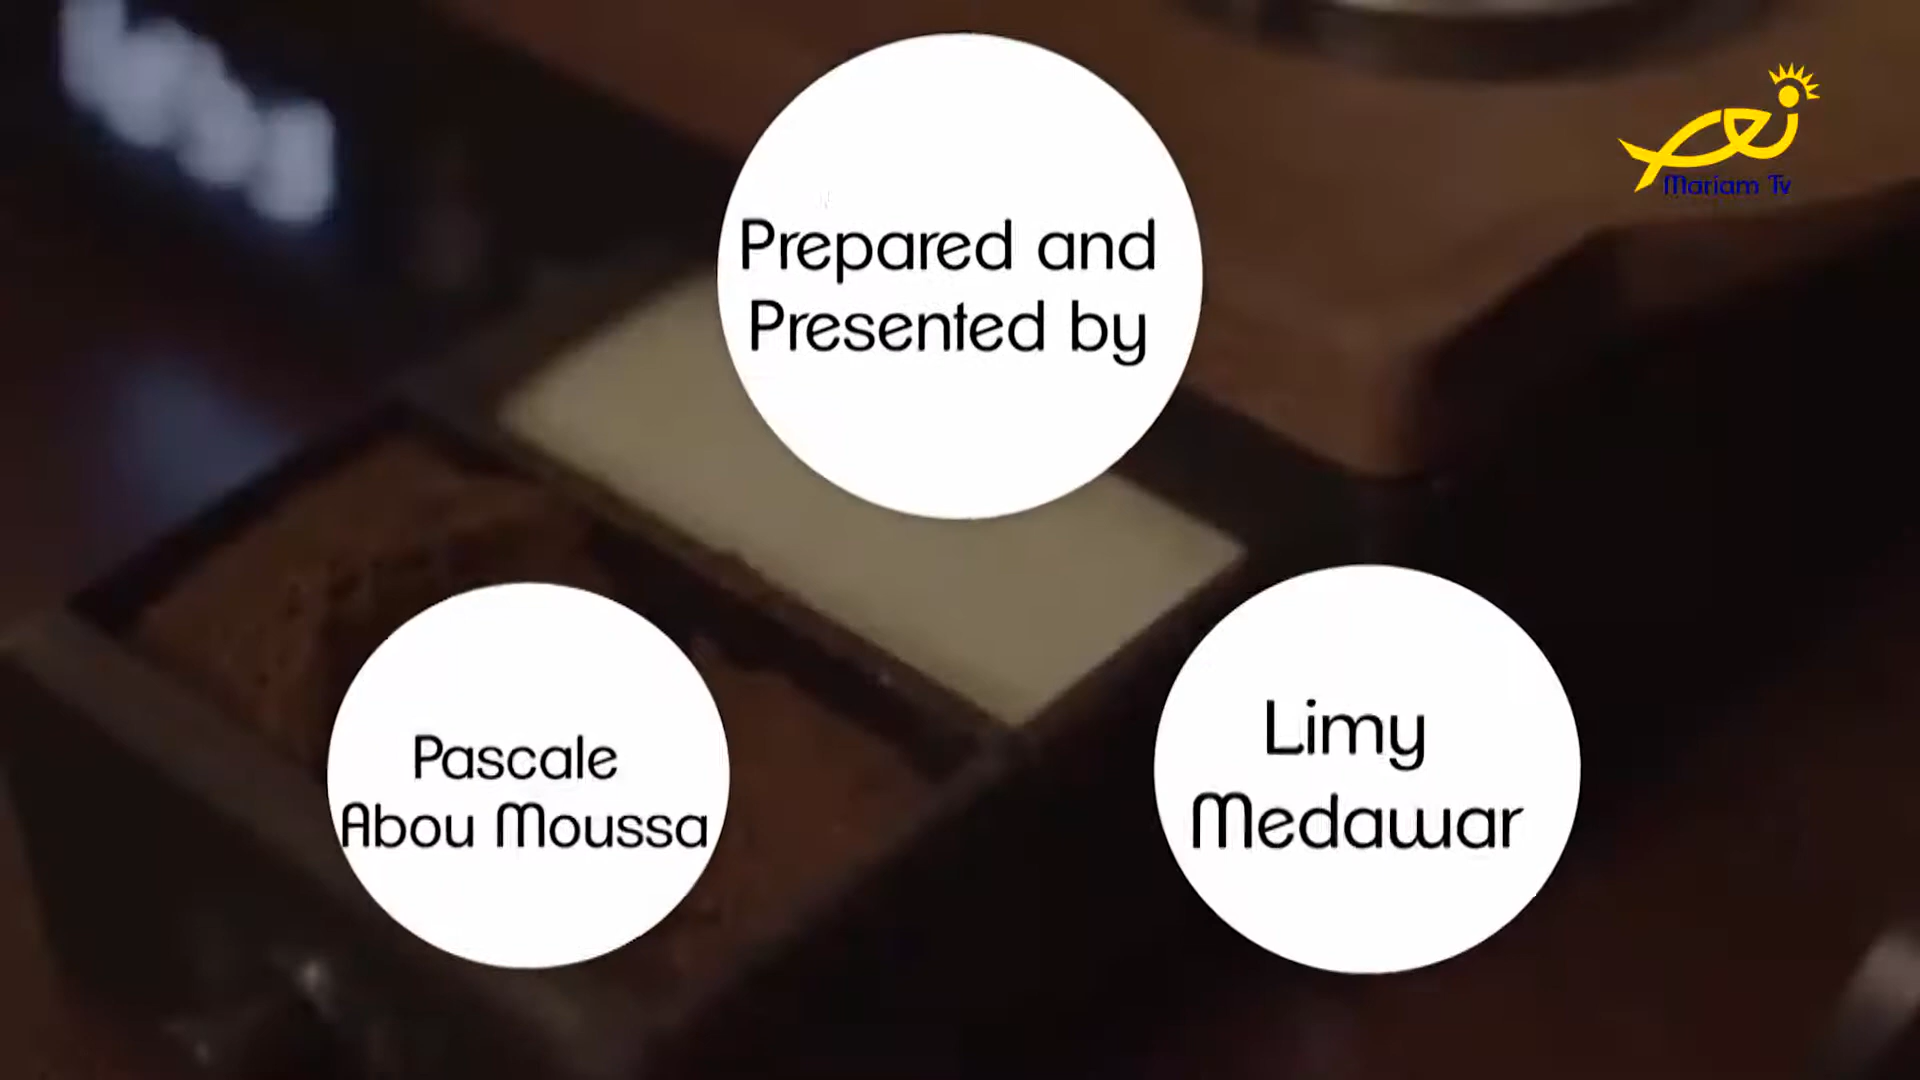 Prepared and
Presented by
Pascale
Abou Moussa
Limy
Medawar
Mariam Tv